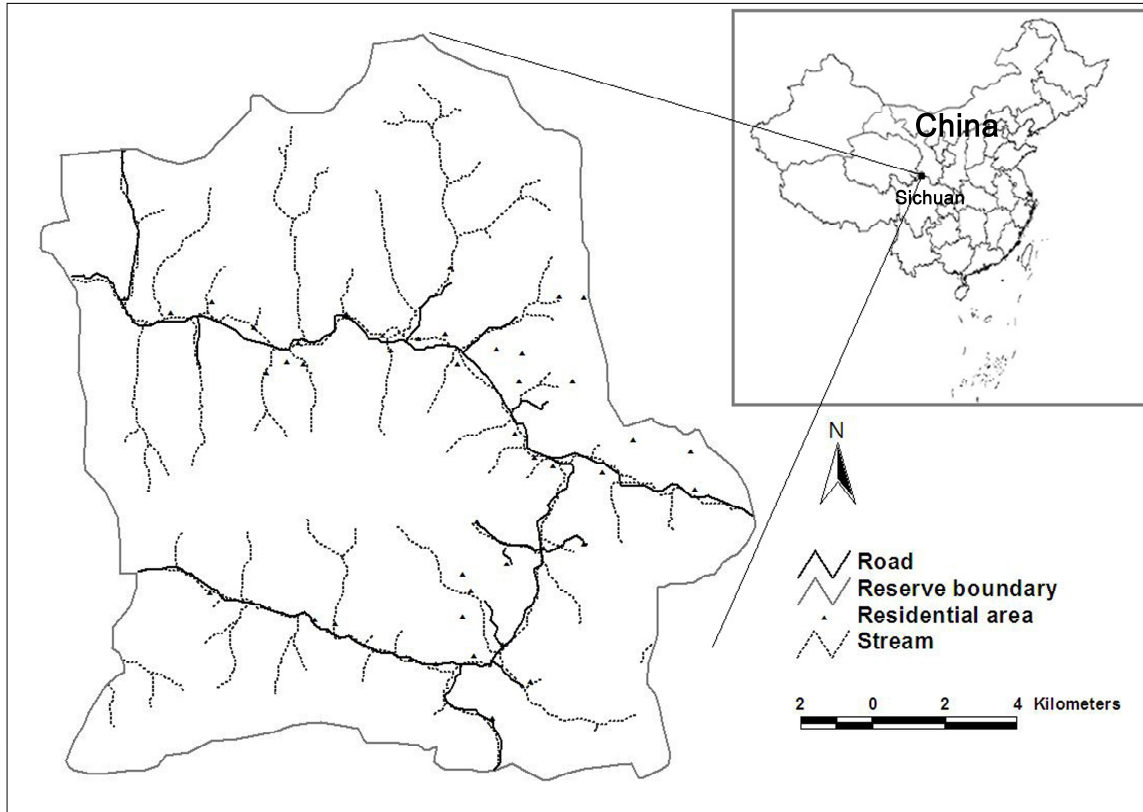 China
Sichuan
N
Road
Reserve boundary
Residential area
Stream
2 0 2 4 Kilometers